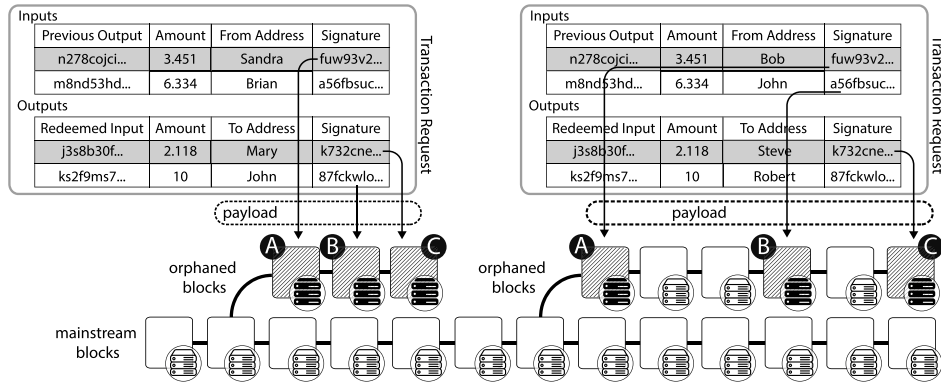 Inputs
Previous Output Amount From Address Signature
n278cojci... 3.451 Sandra fuw93v2...
m8nd53hd... 6.334 Brian a56fbsuc...
Outputs
Redeemed Input Amount To Address Signature
j3s8b30f... 2.118 Mary k732cne...
ks2f9ms7... 10 John 87fckwlo...
Transaction Request
payload
A B C
orphaned
blocks
Inputs
Previous Output Amount From Address Signature
n278cojci... 3.451 Bob fuw93v2...
m8nd53hd... 6.334 John a56fbsuc...
Outputs
Redeemed Input Amount To Address Signature
j3s8b30f... 2.118 Steve k732cne...
ks2f9ms7... 10 Robert 87fckwlo...
Transaction Request
payload
A B C
orphaned
blocks
mainstream
blocks